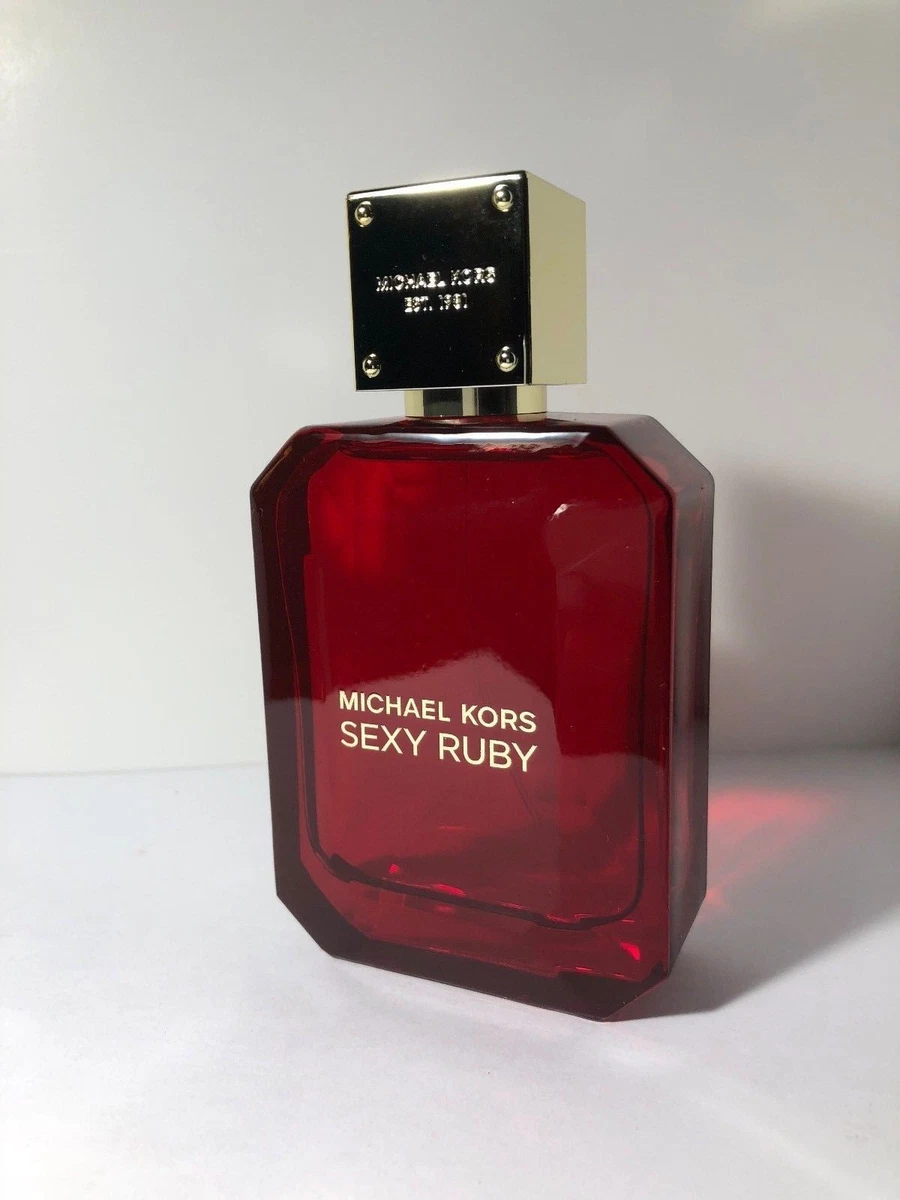 MICHAEL KORS
EST. 1981
MICHAEL KORS
SEXY RUBY